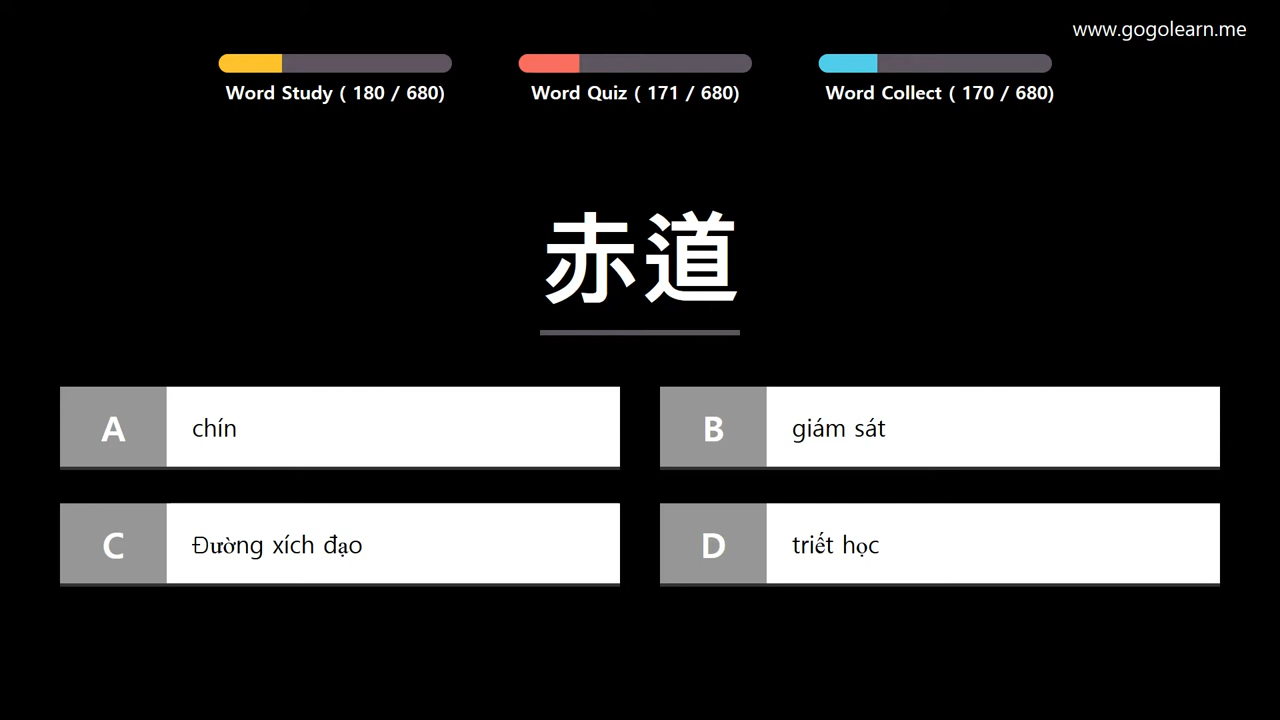 www.gogolearn.me
Word Study ( 180 / 680)
Word Quiz ( 171 / 680)
Word Collect ( 170 / 680)
赤道
A chín
B giám sát
C Đường xích đạo
D triết học